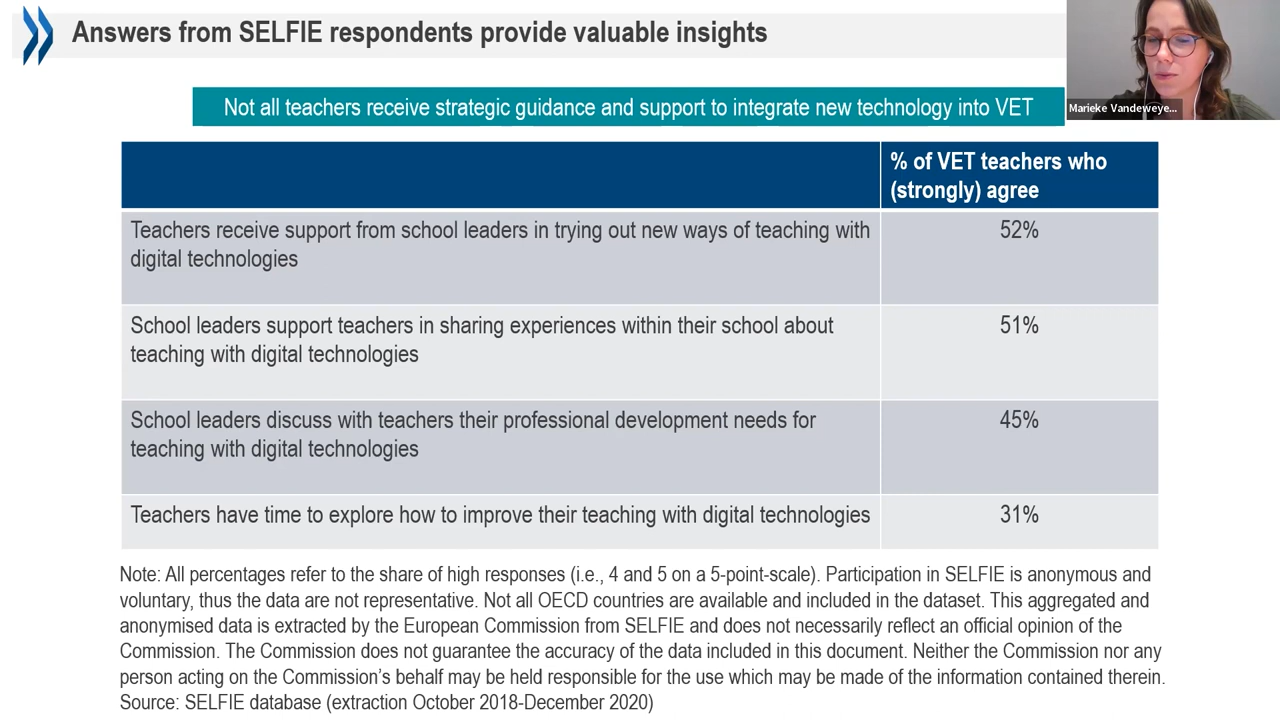 Answers from SELFIE respondents provide valuable insights
Marieke Vandeweye...
Not all teachers receive strategic guidance and support to integrate new technology into VET
% of VET teachers who
(strongly) agree
Teachers receive support from school leaders in trying out new ways of teaching with
digital technologies
52%
School leaders support teachers in sharing experiences within their school about
teaching with digital technologies
51%
School leaders discuss with teachers their professional development needs for
teaching with digital technologies
45%
Teachers have time to explore how to improve their teaching with digital technologies
31%
Note: All percentages refer to the share of high responses (i.e., 4 and 5 on a 5-point-scale). Participation in SELFIE is anonymous and
voluntary, thus the data are not representative. Not all OECD countries are available and included in the dataset. This aggregated and
anonymised data is extracted by the European Commission from SELFIE and does not necessarily reflect an official opinion of the
Commission. The Commission does not guarantee the accuracy of the data included in this document. Neither the Commission nor any
person acting on the Commission's behalf may be held responsible for the use which may be made of the information contained therein.
Source: SELFIE database (extraction October 2018-December 2020)